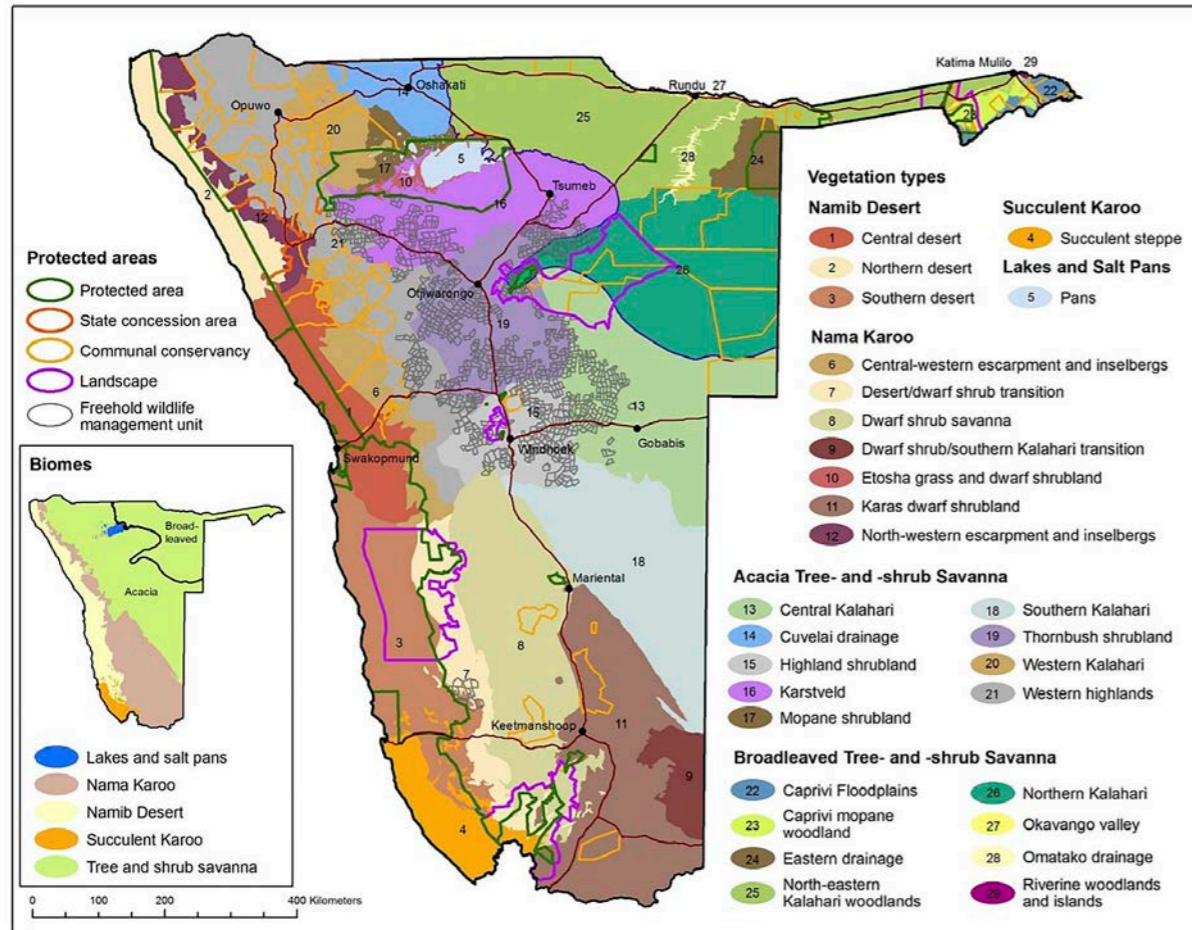 Katima Mulilo
29
22
23
Rundu 27
14
Oshakati
Opuwo
20
25
28
24
17
5
10
2
Tsumeb
16
12
21
26
Otjiwarongo
19
6
1
15
13
Windhoek
Gobabis
Swakopmund
18
Mariental
3
8
7
11
Keetmanshoop
9
4
Protected areas
Protected area
State concession area
Communal conservancy
Landscape
Freehold wildlife
management unit
Biomes
Broad-
leaved
Acacia
Lakes and salt pans
Nama Karoo
Namib Desert
Succulent Karoo
Tree and shrub savanna
0 100 200 400 Kilometers
Vegetation types
Namib Desert
1 Central desert
2 Northern desert
3 Southern desert
Succulent Karoo
4 Succulent steppe
Lakes and Salt Pans
5 Pans
Nama Karoo
6 Central-western escarpment and inselbergs
7 Desert/dwarf shrub transition
8 Dwarf shrub savanna
9 Dwarf shrub/southern Kalahari transition
10 Etosha grass and dwarf shrubland
11 Karas dwarf shrubland
12 North-western escarpment and inselbergs
Acacia Tree- and -shrub Savanna
13 Central Kalahari
14 Cuvelai drainage
15 Highland shrubland
16 Karstveld
17 Mopane shrubland
18 Southern Kalahari
19 Thornbush shrubland
20 Western Kalahari
21 Western highlands
Broadleaved Tree- and -shrub Savanna
22 Caprivi Floodplains
23 Caprivi mopane
woodland
24 Eastern drainage
25 North-eastern
Kalahari woodlands
26 Northern Kalahari
27 Okavango valley
28 Omatako drainage
29 Riverine woodlands
and islands